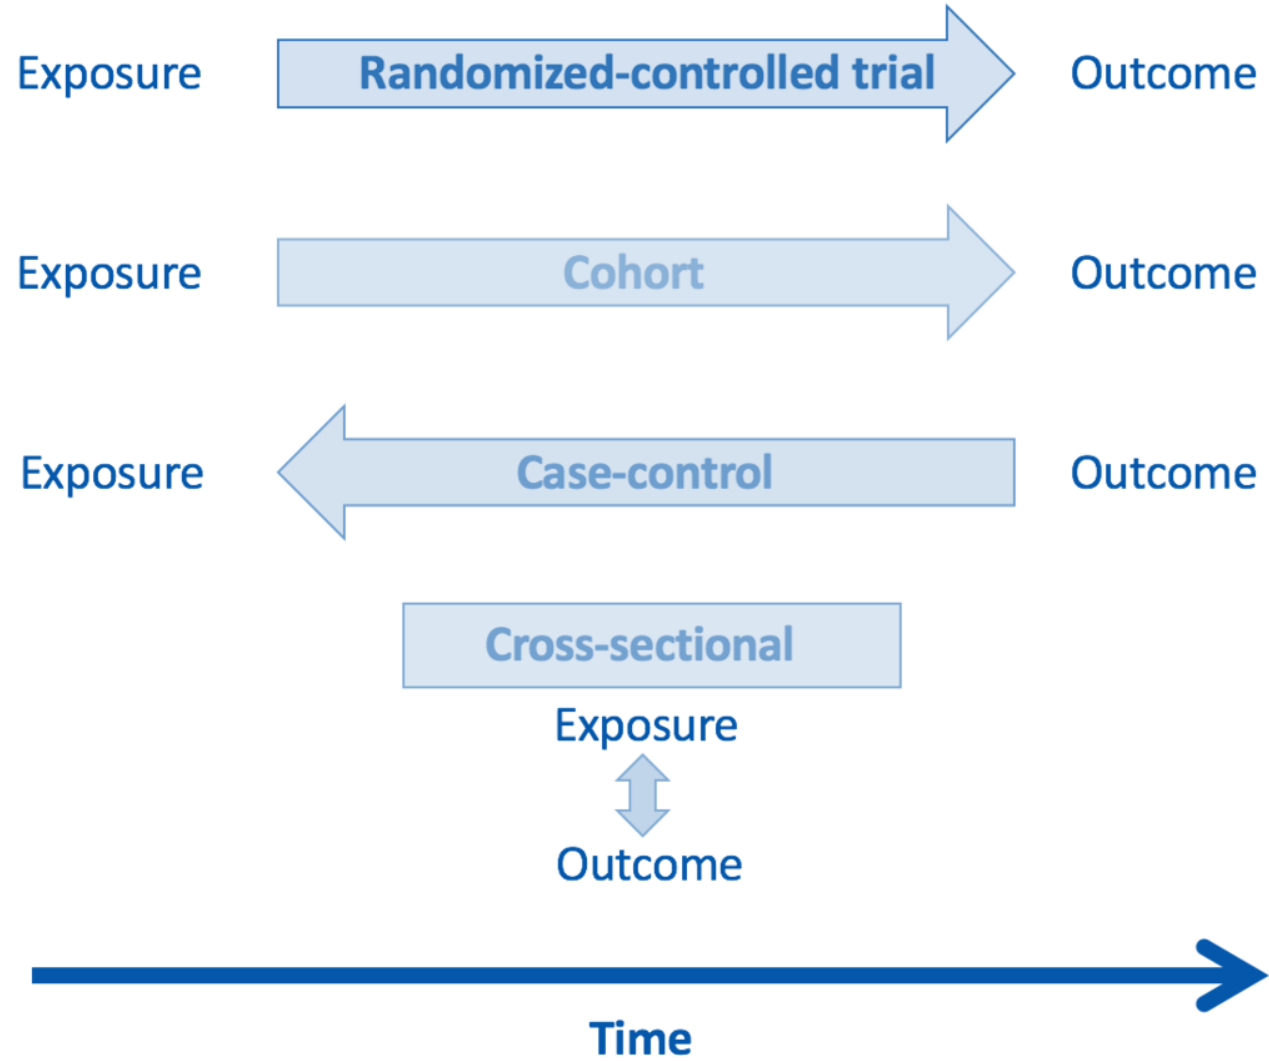 Exposure Randomized-controlled trial Outcome
Exposure Cohort Outcome
Exposure Case-control Outcome
Cross-sectional
Exposure
Outcome
Time